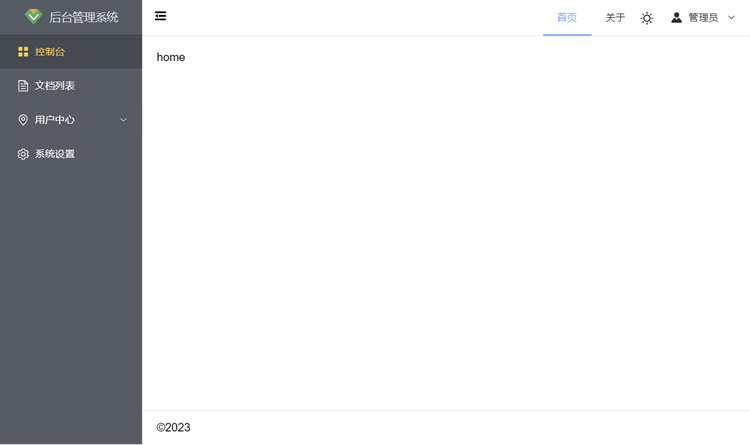 后台管理系统
首页 关于 管理员
控制台
文档列表
用户中心
系统设置
home
©2023